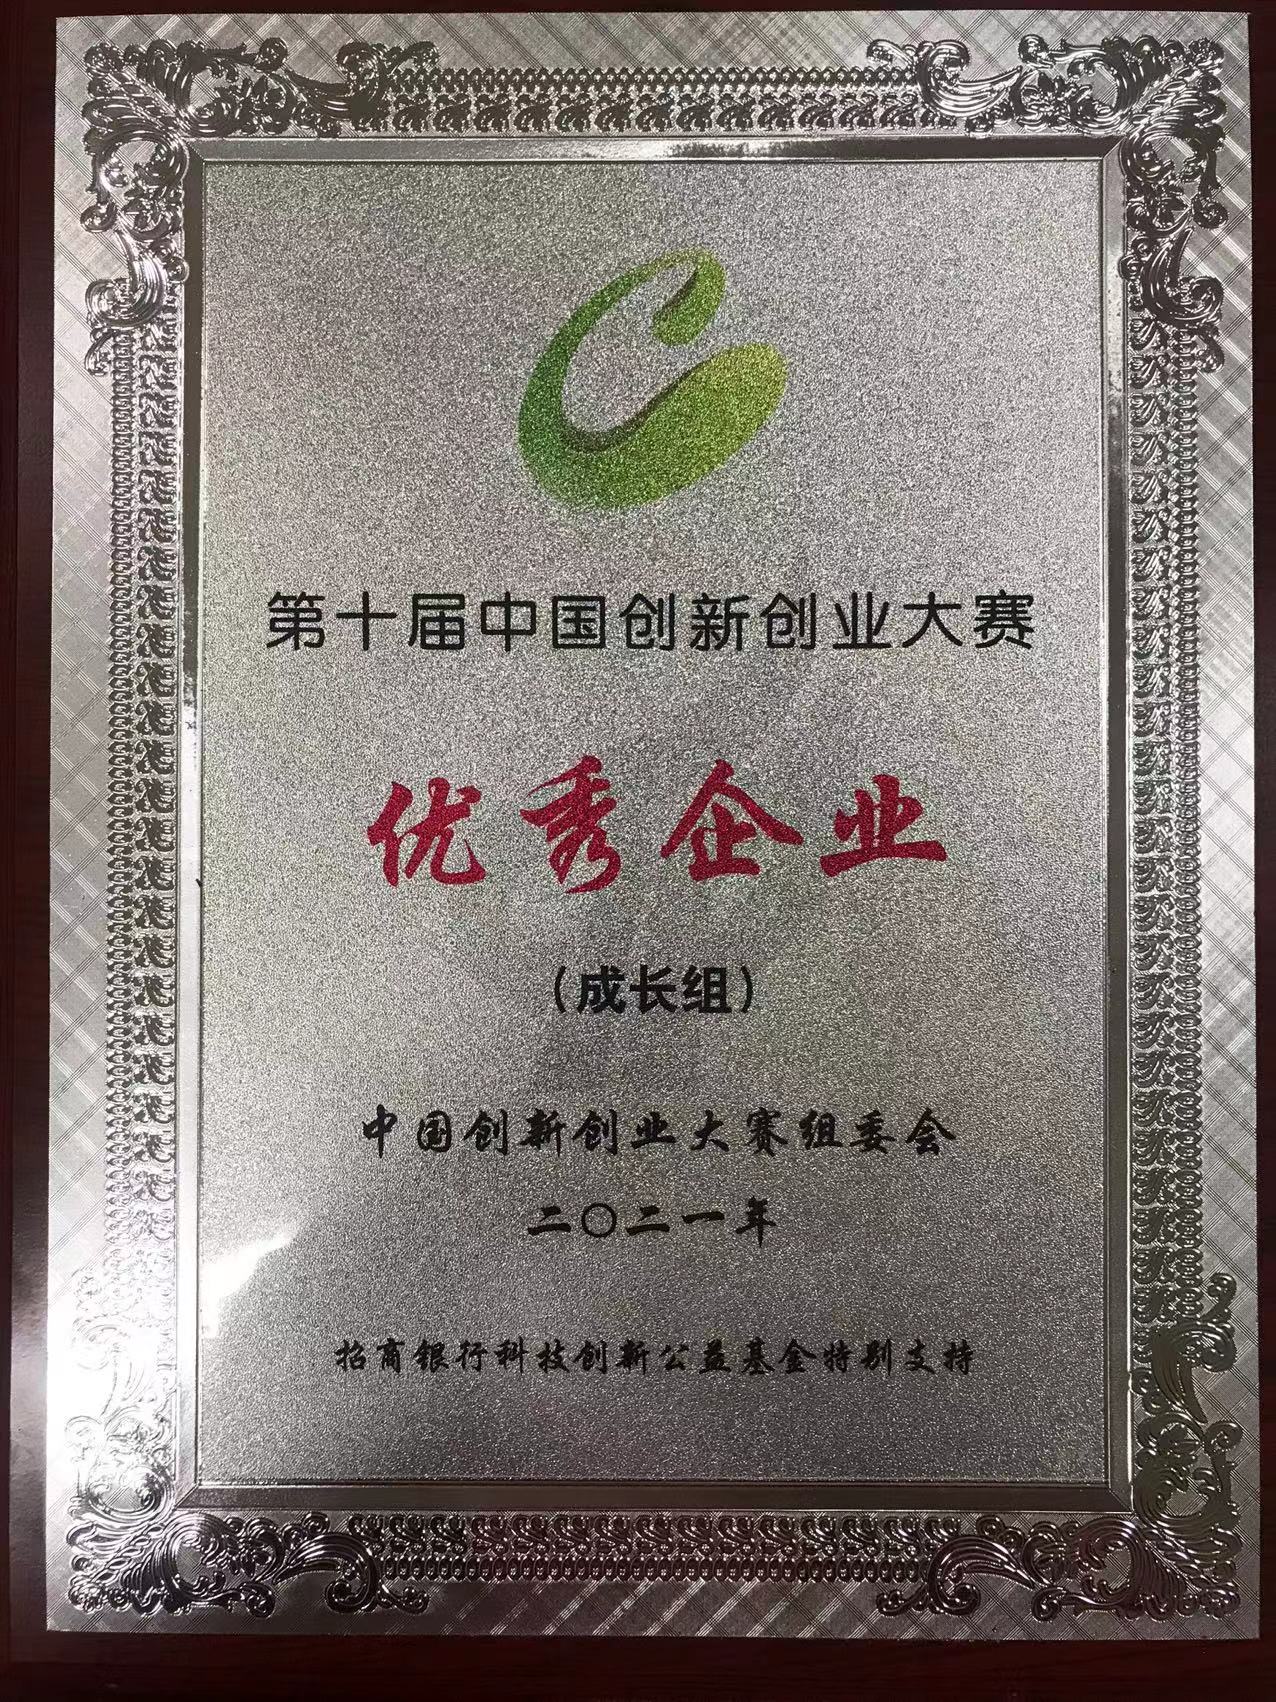 第十届中国创新创业大赛
优秀企业
（成长组）
中国创新创业大赛组委会
二〇二一年
招商银行科技创新公益基金特别支持